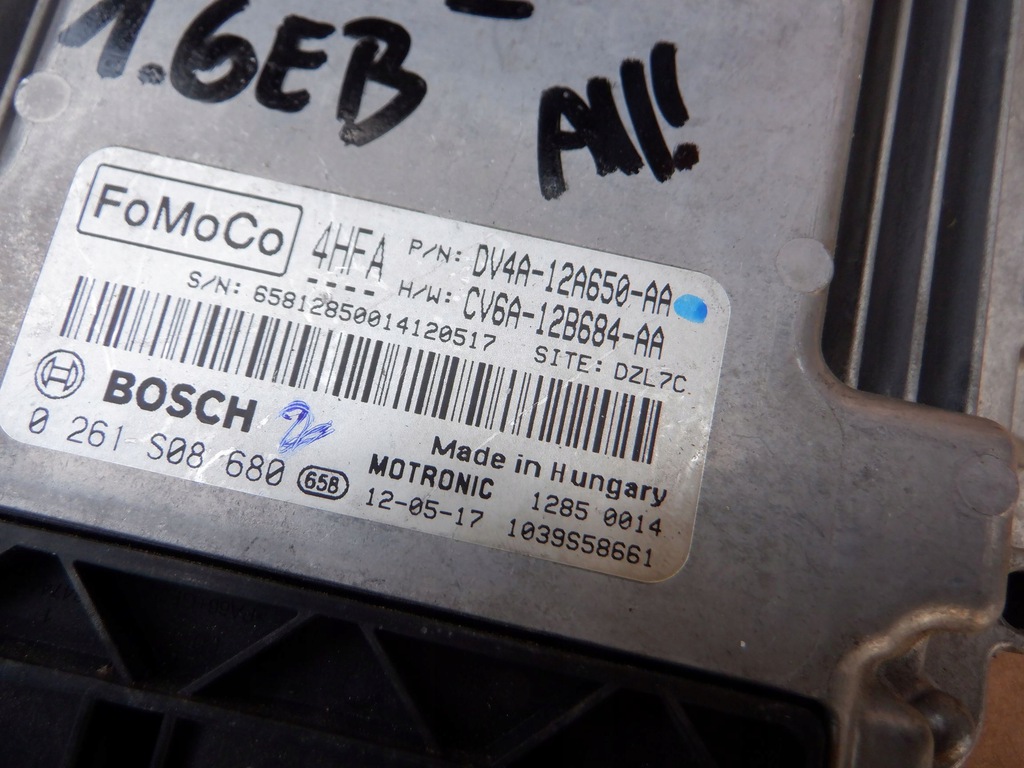 1.6EB
All!
FoMoCo
4HFA
P/N: DV4A-12A650-AA
H/W: CV6A-12B684-AA
S/N: 65812850014120517
SITE: DZL7C
BOSCH
Made in Hungary
0 261 S08 680
658
MOTRONIC
1285 0014
12-05-17
1039S58661